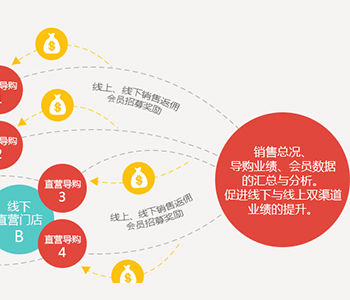 导购
线上、线下销售返佣
会员招募奖励
导购
2
销售总况、
导购业绩、会员数据
的汇总与分析。
促进线下与线上双渠道
业绩的提升。
直营导购
3
线下
直营门店
B
线上、线下销售返佣
会员招募奖励
直营导购
4